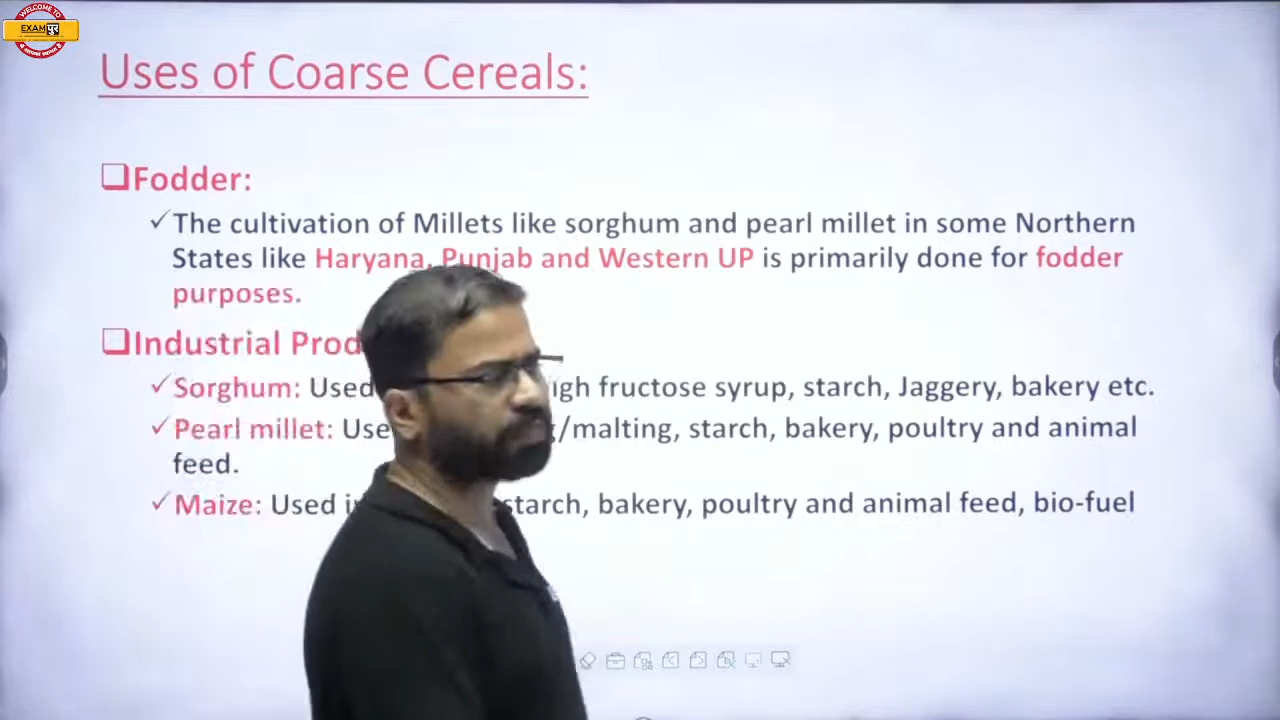 WELCOME TO
EXAMपुर
Uses of Coarse Cereals:
Fodder:
The cultivation of Millets like sorghum and pearl millet in some Northern
States like Haryana, Punjab and Western UP is primarily done for fodder
purposes.
Industrial
Sorghum: Used fructose syrup, starch, Jaggery, bakery etc.
Pearl millet: /malting, starch, bakery, poultry and animal
feed.
Maize: Used starch, bakery, poultry and animal feed, bio-fuel